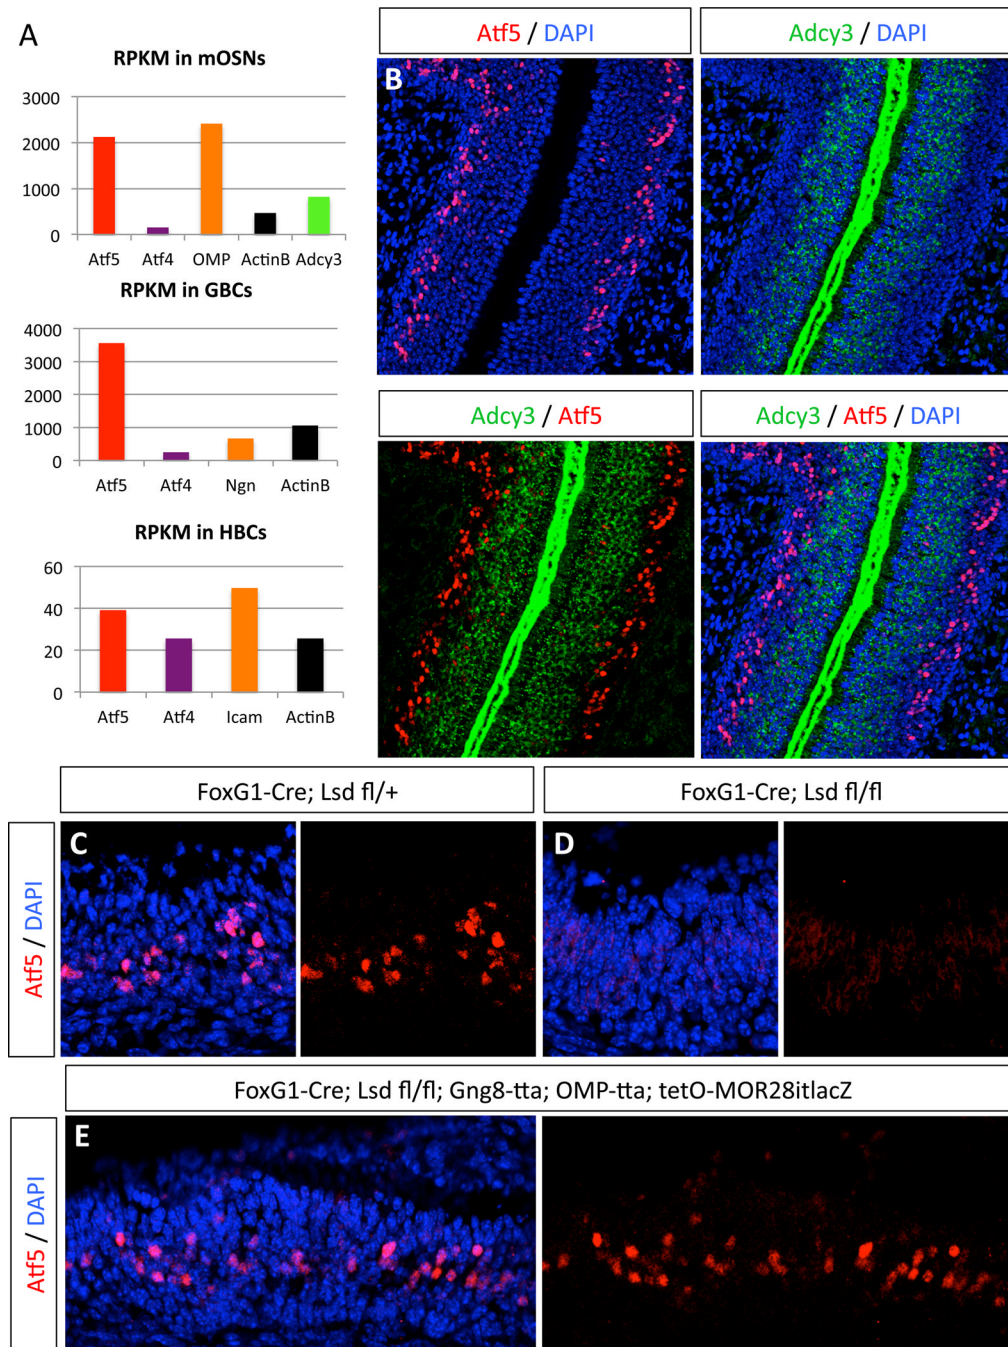 A
RPKM in mOSNs
3000
2000
1000
0
Atf5 Atf4 OMP ActinB Adcy3
RPKM in GBCs
4000
3000
2000
1000
0
Atf5 Atf4 Ngn ActinB
RPKM in HBCs
60
40
20
0
Atf5 Atf4 Icam ActinB
Atf5 / DAPI
Adcy3 / DAPI
B
Adcy3 / Atf5
Adcy3 / Atf5 / DAPI
FoxG1-Cre; Lsd fl/+
FoxG1-Cre; Lsd fl/fl
Atf5 / DAPI
C
D
FoxG1-Cre; Lsd fl/fl; Gng8-tta; OMP-tta; tetO-MOR28itlacZ
Atf5 / DAPI
E